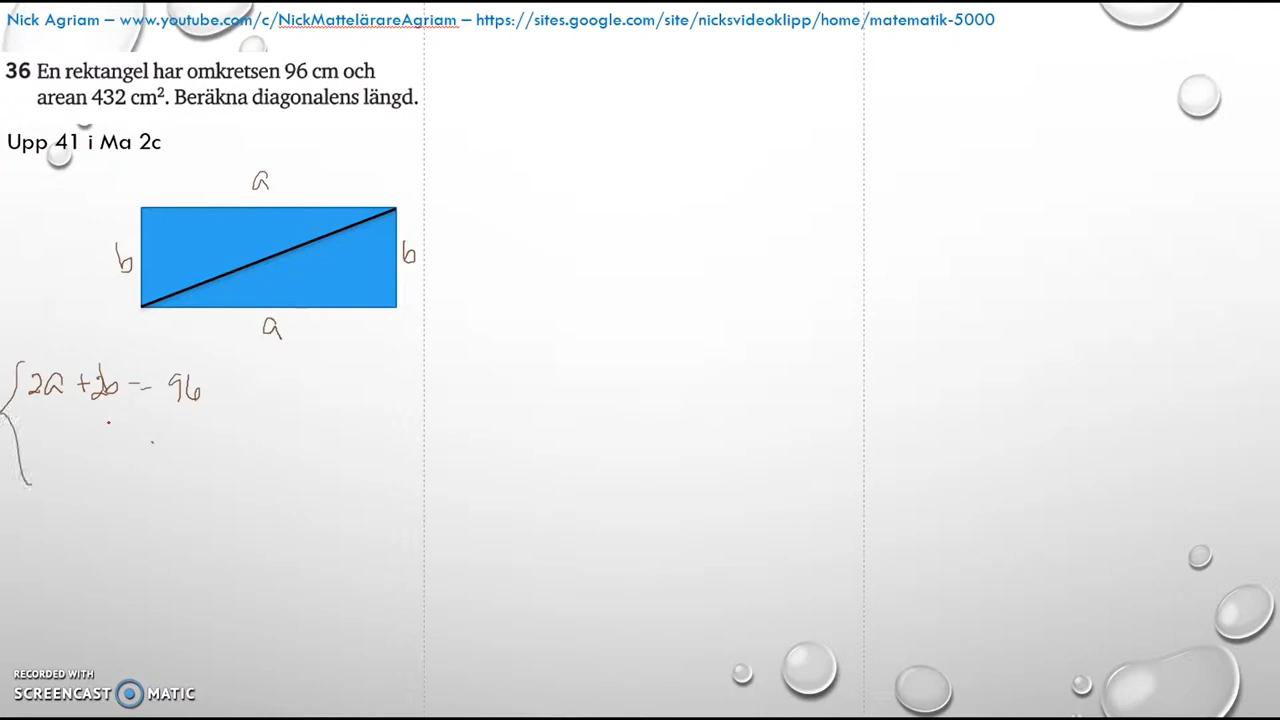 Nick Agriam – www.youtube.com/c/NickMattelärareAgriam – https://sites.google.com/site/nicksvideoklipp/home/matematik-5000
36 En rektangel har omkretsen 96 cm och
arean 432 cm². Beräkna diagonalens längd.
Upp 41 i Ma 2c
a
b
b
a
2a + 2b = 96
RECORDED WITH
SCREENCAST MATIC